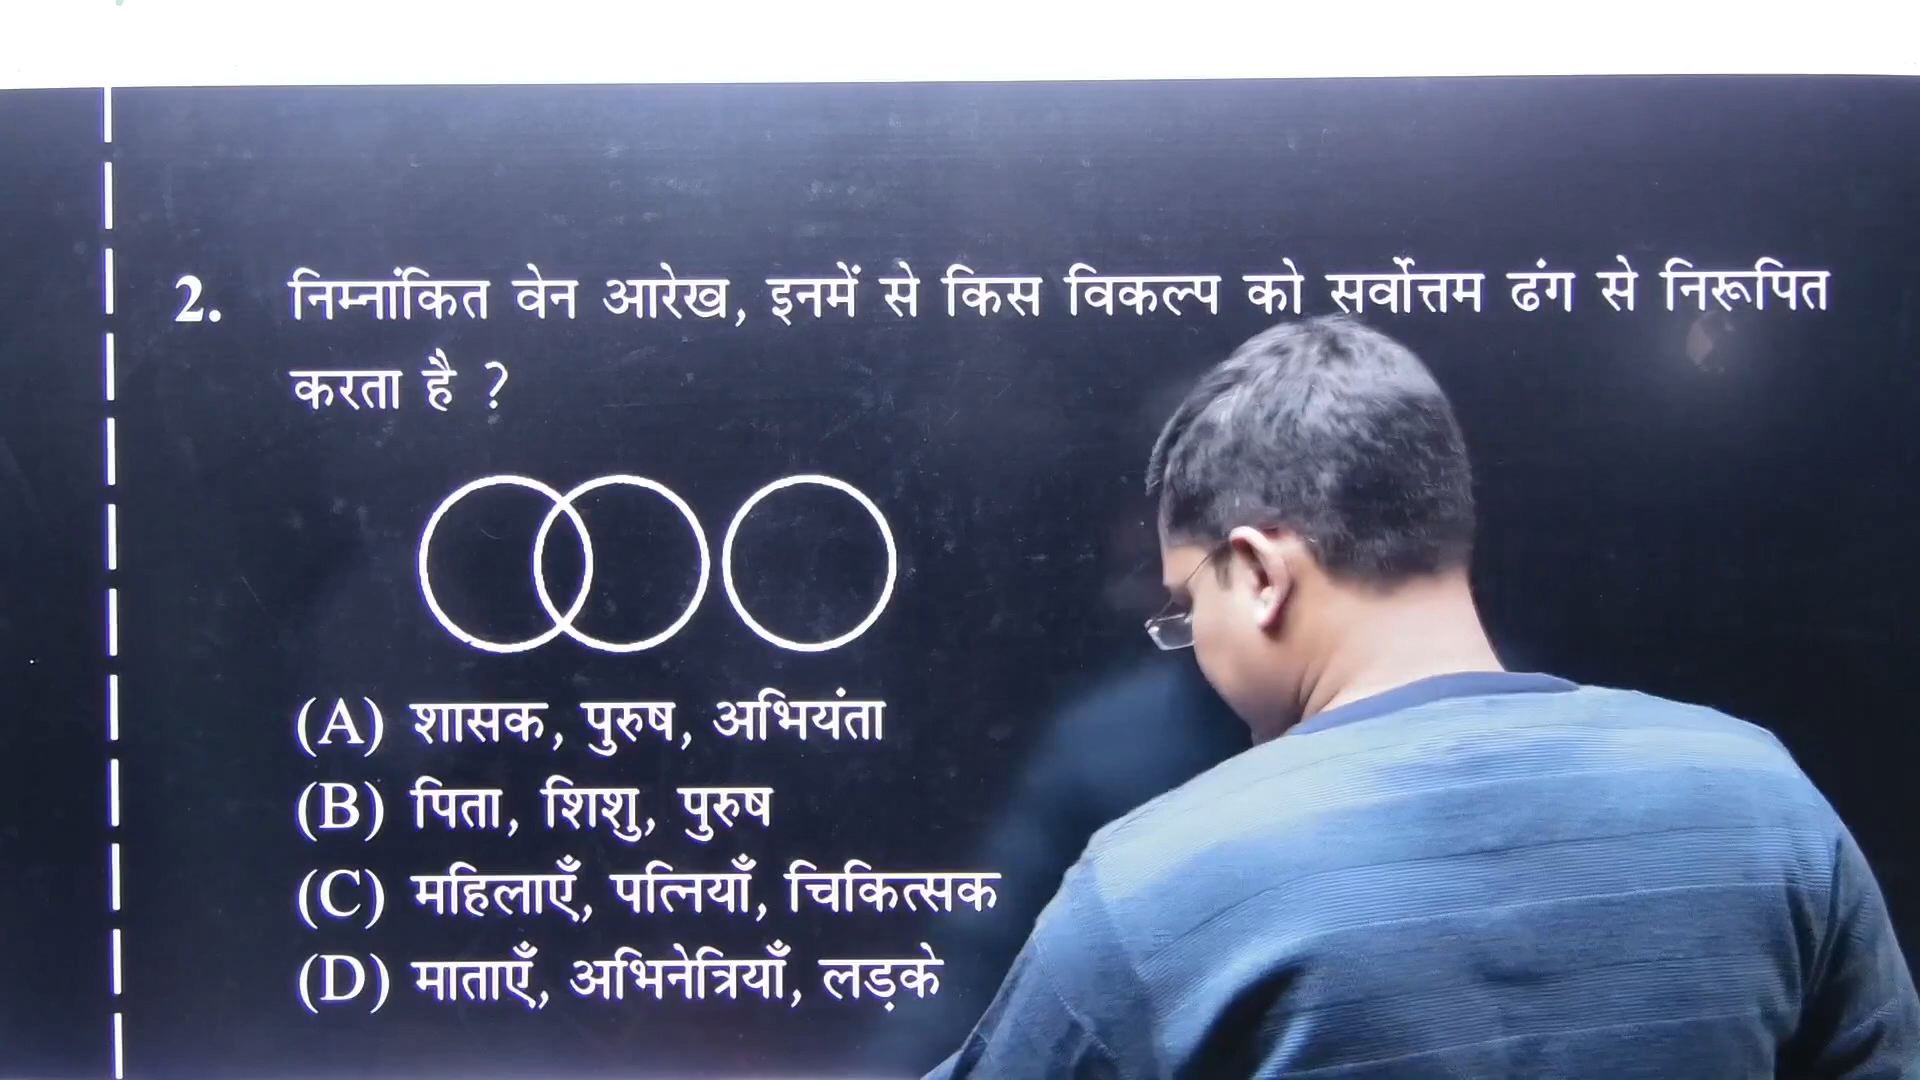 2. निम्नांकित वेन आरेख, इनमें से किस विकल्प को सर्वोत्तम ढंग से निरूपित
करता है ?
(A) शासक, पुरुष, अभियंता
(B) पिता, शिशु, पुरुष
(C) महिलाएँ, पत्नियाँ, चिकित्सक
(D) माताएँ, अभिनेत्रियाँ, लड़के